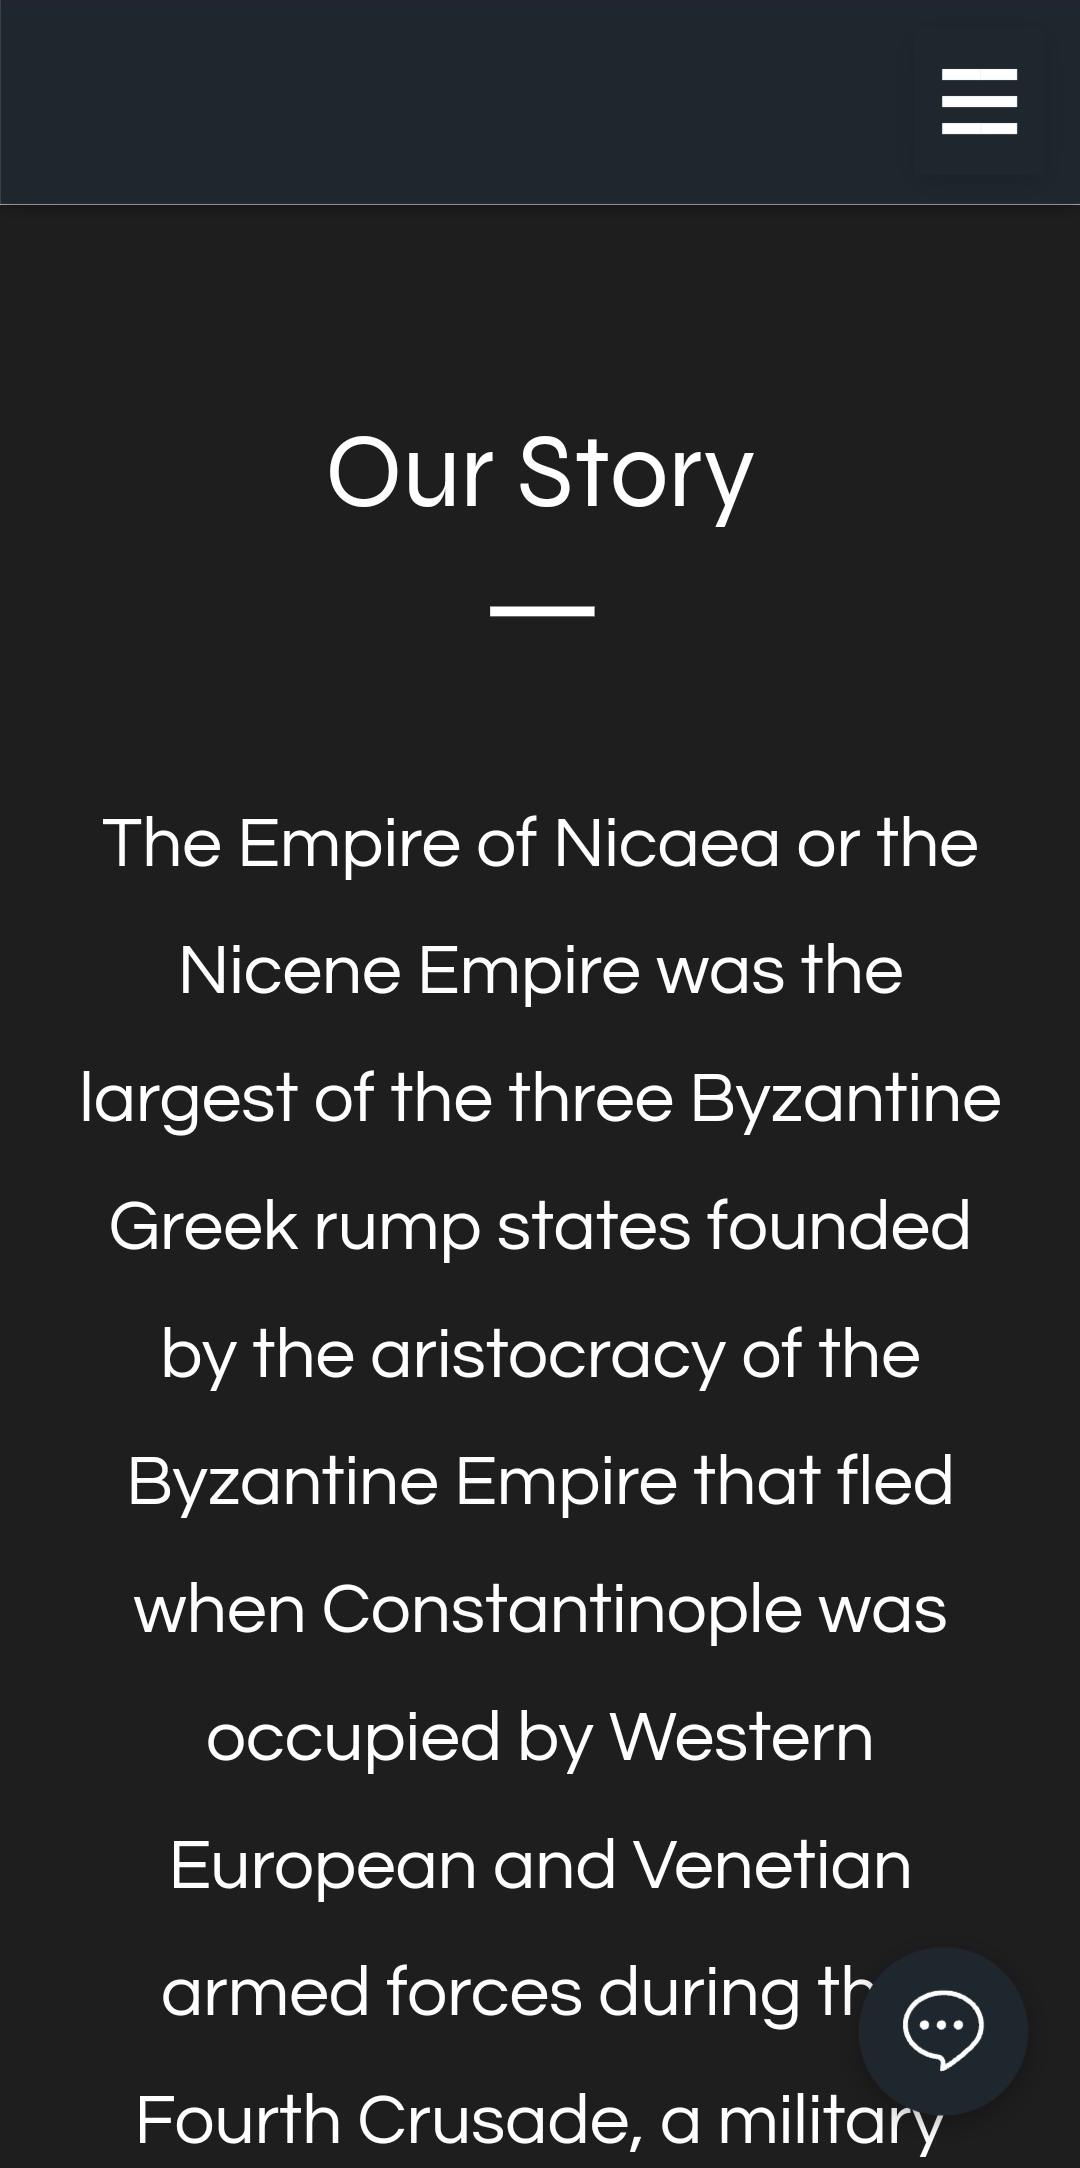 Our Story
The Empire of Nicaea or the
Nicene Empire was the
largest of the three Byzantine
Greek rump states founded
by the aristocracy of the
Byzantine Empire that fled
when Constantinople was
occupied by Western
European and Venetian
armed forces during
Fourth Crusade, a military